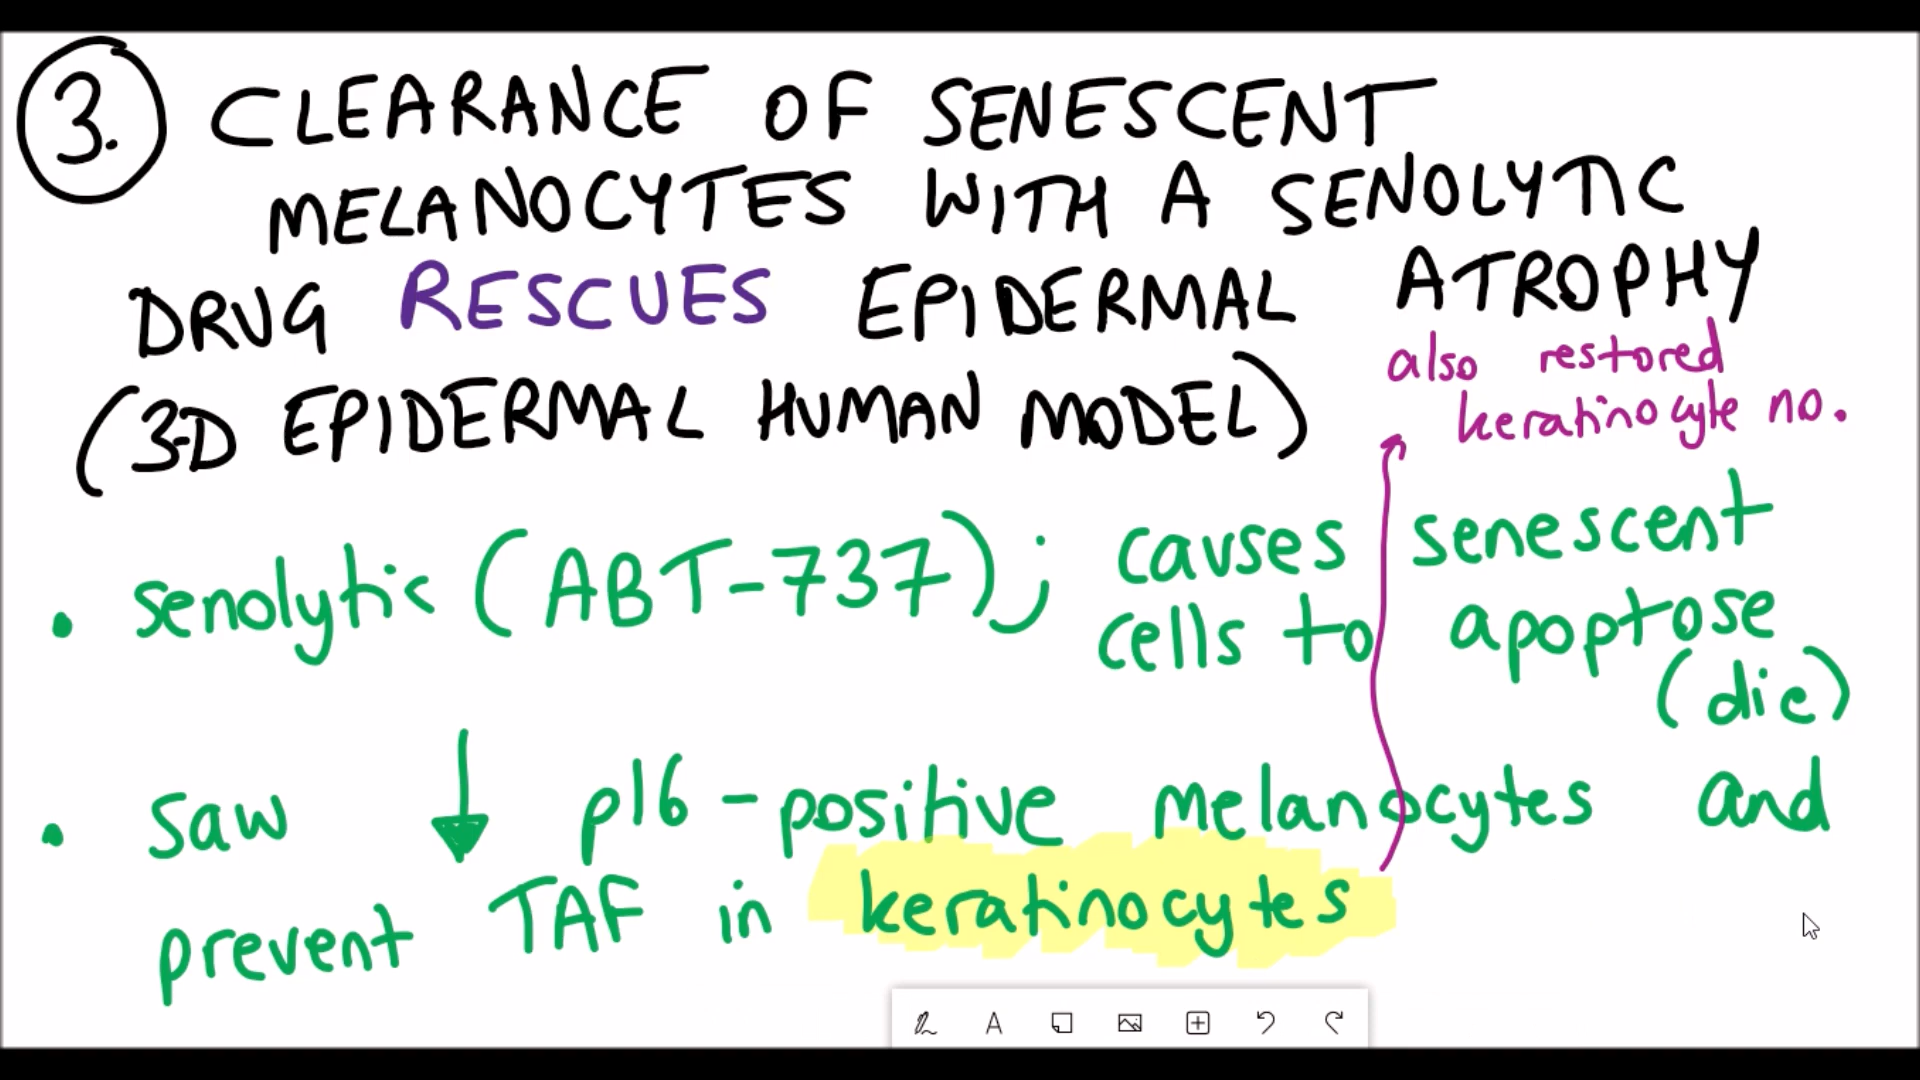 3. CLEARANCE OF SENESCENT
MELANOCYTES WITH A SENOLYTIC
DRUG RESCUES EPIDERMAL ATROPHY
(3-D EPIDERMAL HUMAN MODEL)
also restored
keratinocyte no.
• senolytic (ABT-737); causes senescent
cells to apoptose
(die)
• saw ↓ p16-positive melanocytes and
prevent TAF in keratinocytes
A